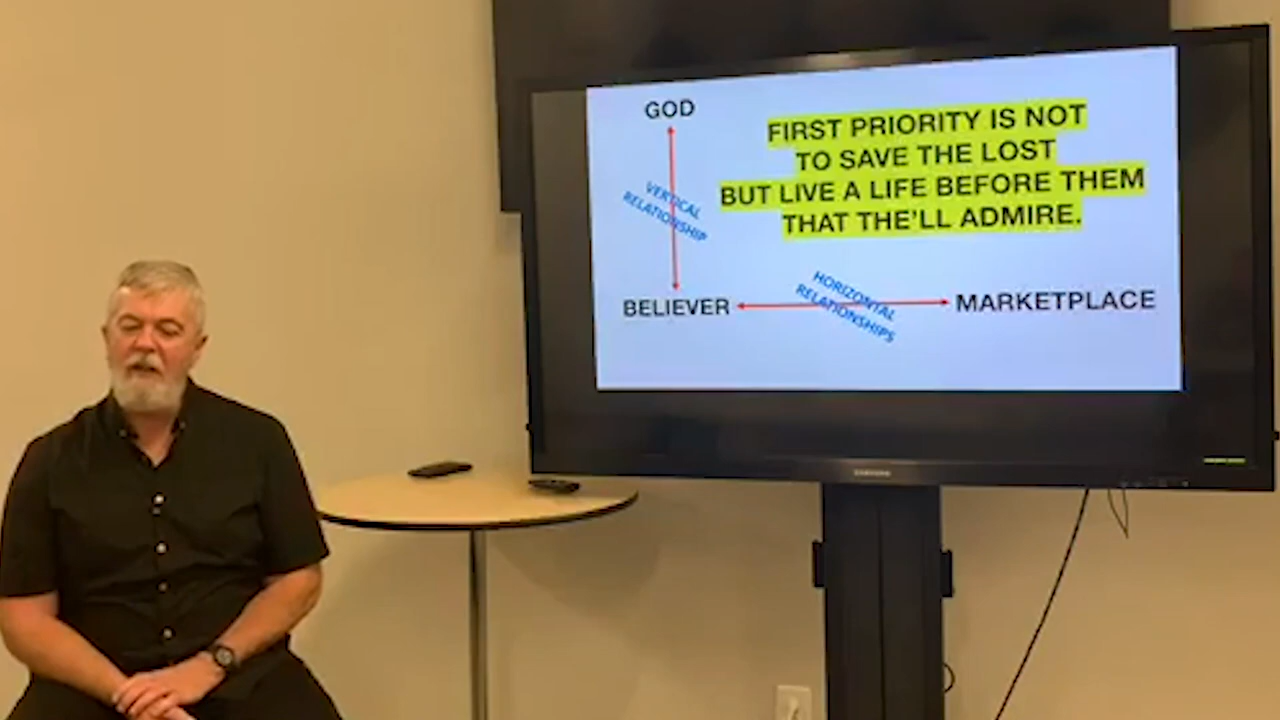 GOD
FIRST PRIORITY IS NOT
TO SAVE THE LOST
BUT LIVE A LIFE BEFORE THEM
THAT THE'LL ADMIRE.
VERTICAL
RELATIONSHIP
HORIZONTAL
RELATIONSHIPS
BELIEVER
MARKETPLACE
SAMSUNG